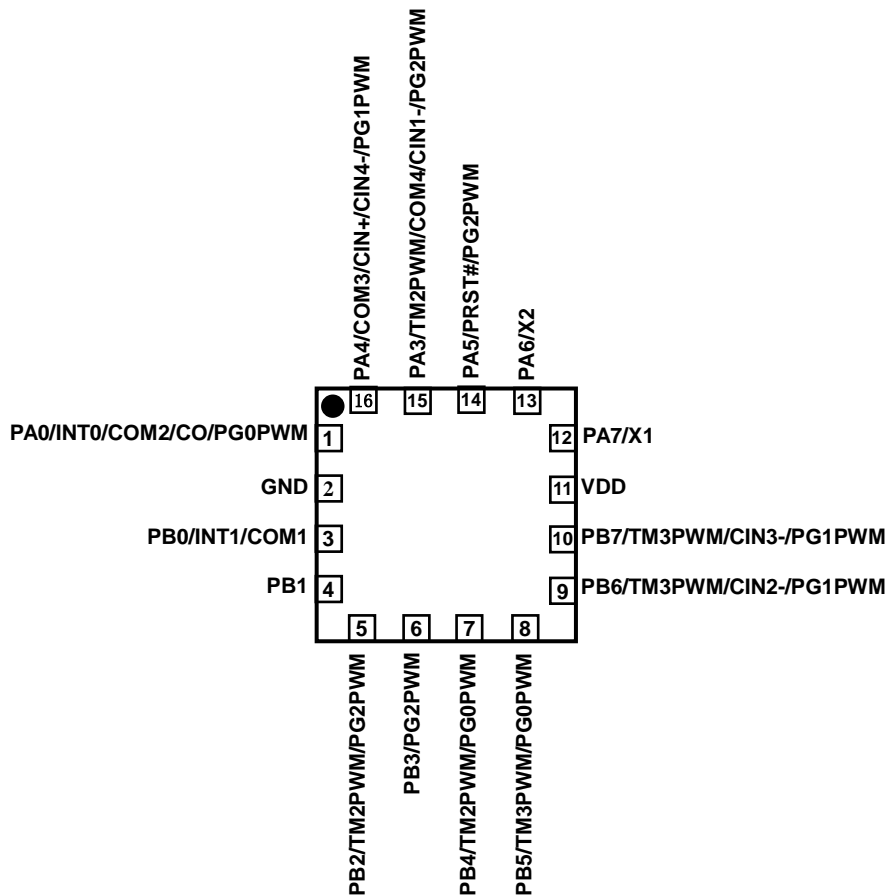 PA4/COM3/CIN+/CIN4-/PG1PWM
PA3/TM2PWM/COM4/CIN1-/PG2PWM
PA5/PRST#/PG2PWM
PA6/X2
16
15
14
13
PA0/INT0/COM2/CO/PG0PWM
1
12
PA7/X1
GND
2
11
VDD
PB0/INT1/COM1
3
10
PB7/TM3PWM/CIN3-/PG1PWM
PB1
4
9
PB6/TM3PWM/CIN2-/PG1PWM
5
6
7
8
PB2/TM2PWM/PG2PWM
PB3/PG2PWM
PB4/TM2PWM/PG0PWM
PB5/TM3PWM/PG0PWM